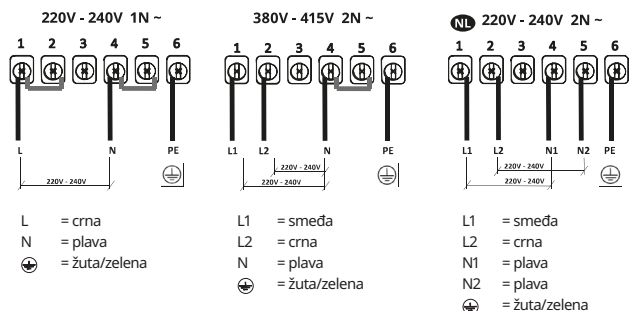 220V - 240V 1N ~
1 2 3 4 5 6
L N PE
220V - 240V
L = crna
N = plava
= žuta/zelena
380V - 415V 2N ~
1 2 3 4 5 6
L1 L2 N PE
220V - 240V
220V - 240V
L1 = smeđa
L2 = crna
N = plava
= žuta/zelena
NL 220V - 240V 2N ~
1 2 3 4 5 6
L1 L2 N1 N2 PE
220V - 240V
220V - 240V
L1 = smeđa
L2 = crna
N1 = plava
N2 = plava
= žuta/zelena